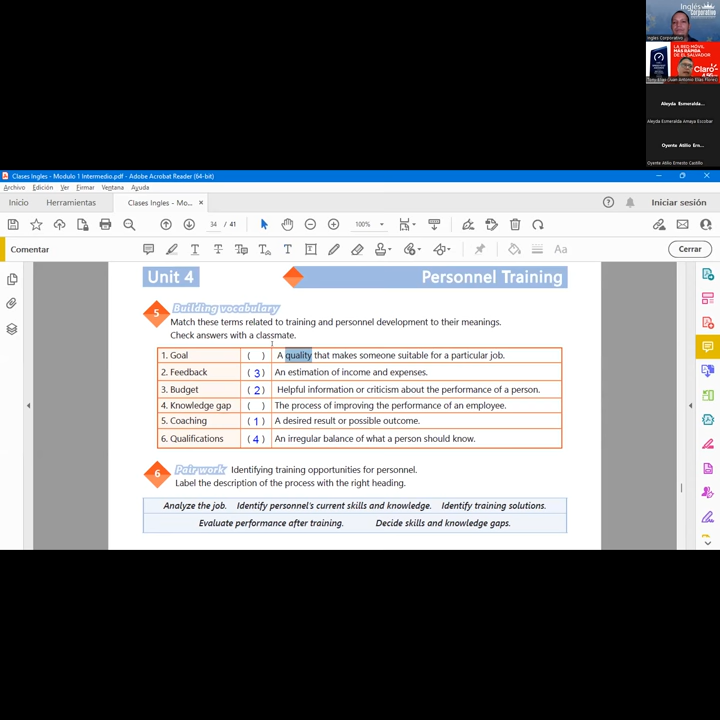 Inglés
Corporativo
Inglés Corporativo
LA RED MÓVIL
MÁS RÁPIDA
DE EL SALVADOR
Claro
4.5G
Tony Elias (Juan Antonio Elias Flores)
Aleyda Esmeralda...
Aleyda Esmeralda Amaya Escobar
Oyente Atilio Ern...
Oyente Atilio Ernesto Castillo
Clases Ingles - Modulo 1 Intermedio.pdf - Adobe Acrobat Reader (64-bit)
Archivo Edición Ver Firmar Ventana Ayuda
Inicio Herramientas Clases Ingles - Mo... × Iniciar sesión
34 / 41 100%
Comentar Aa Cerrar
Unit 4 Personnel Training
5 Building vocabulary
Match these terms related to training and personnel development to their meanings.
Check answers with a classmate.
1. Goal ( ) A quality that makes someone suitable for a particular job.
2. Feedback ( 3 ) An estimation of income and expenses.
3. Budget ( 2 ) Helpful information or criticism about the performance of a person.
4. Knowledge gap ( ) The process of improving the performance of an employee.
5. Coaching ( 1 ) A desired result or possible outcome.
6. Qualifications ( 4 ) An irregular balance of what a person should know.
6 Pair work Identifying training opportunities for personnel.
Label the description of the process with the right heading.
Analyze the job. Identify personnel's current skills and knowledge. Identify training solutions.
Evaluate performance after training. Decide skills and knowledge gaps.